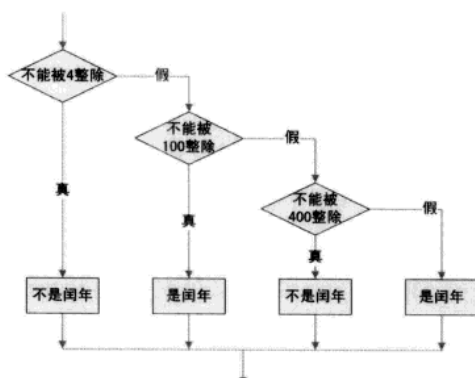 不能被4整除
假
不能被
100整除
假
不能被
400整除
假
真
真
真
不是闰年
是闰年
不是闰年
是闰年